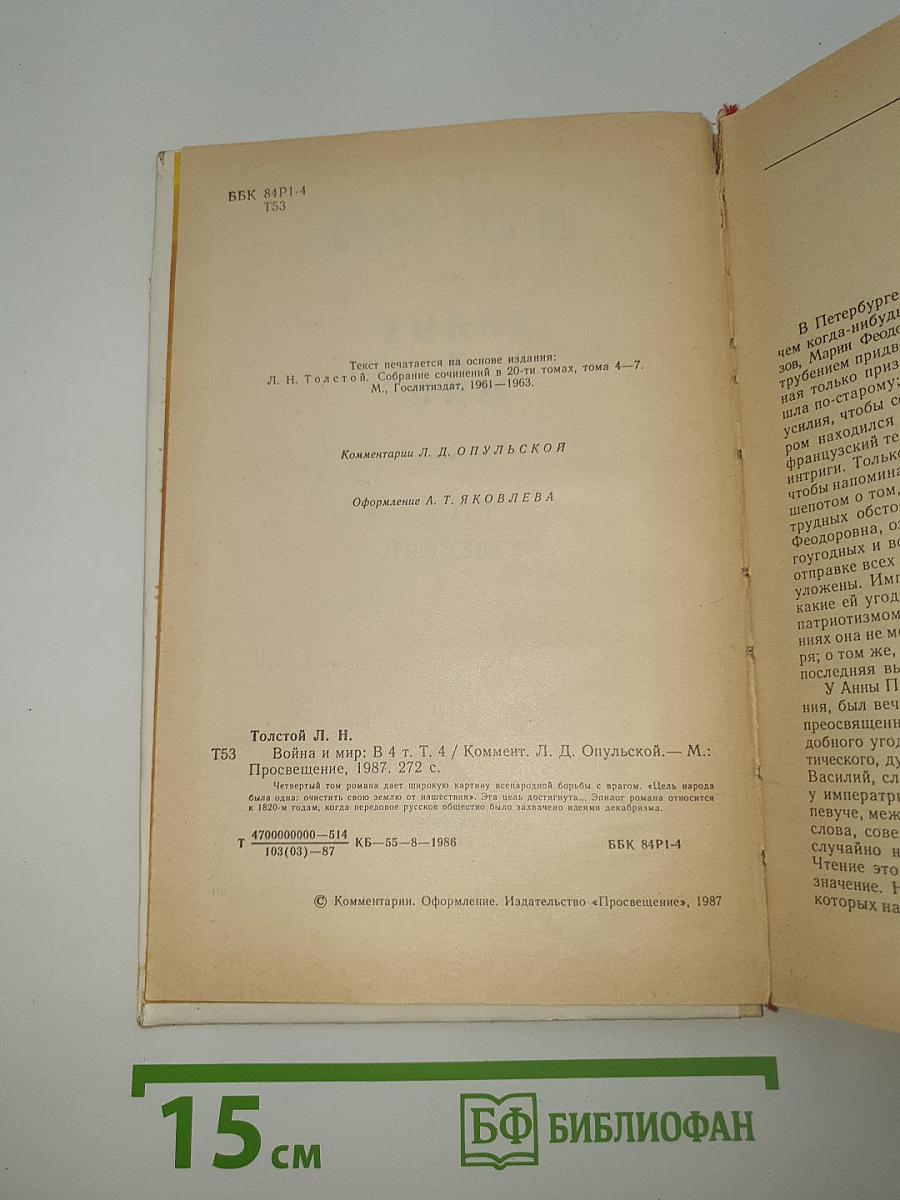 ББК 84Р1-4
Т53
Текст печатается на основе издания:
Л. Н. Толстой. Собрание сочинений в 20-ти томах, тома 4—7.
М., Гослитиздат, 1961—1963.
Комментарии Л. Д. ОПУЛЬСКОЙ
Оформление А. Т. ЯКОВЛЕВА
Толстой Л. Н.
Т53 Война и мир: В 4 т. Т. 4 / Коммент. Л. Д. Опульской.— М.:
Просвещение, 1987. 272 с.
Четвертый том романа дает широкую картину всенародной борьбы с врагом. «Цель народа
была одна: очистить свою землю от нашествия». Эта цель достигнута... Эпилог романа относится
к 1820-м годам, когда передовое русское общество было захвачено идеями декабризма.
Т 4700000000—514
103(03)—87 КБ—55—8—1986 ББК 84Р1-4
© Комментарии. Оформление. Издательство «Просвещение», 1987
В Петербурге
чем когда-нибудь
зов, Марии Феодо
трубением придв
ная только приз
шла по-старому;
усилия, чтобы со
ром находился
французский те
интриги. Только
чтобы напомина
шепотом о том,
трудных обсто
Феодоровна, оз
гоугодных и во
отправке всех
уложены. Имп
какие ей угод
патриотизмом
ниях она не мо
ря; о том же,
последняя вы
У Анны П
ния, был веч
преосвященн
добного угод
тического, ду
Василий, сл
у императри
певуче, меж
слова, сове
случайно н
Чтение это
значение. Н
которых на
15 см
БФ БИБЛИОФАН